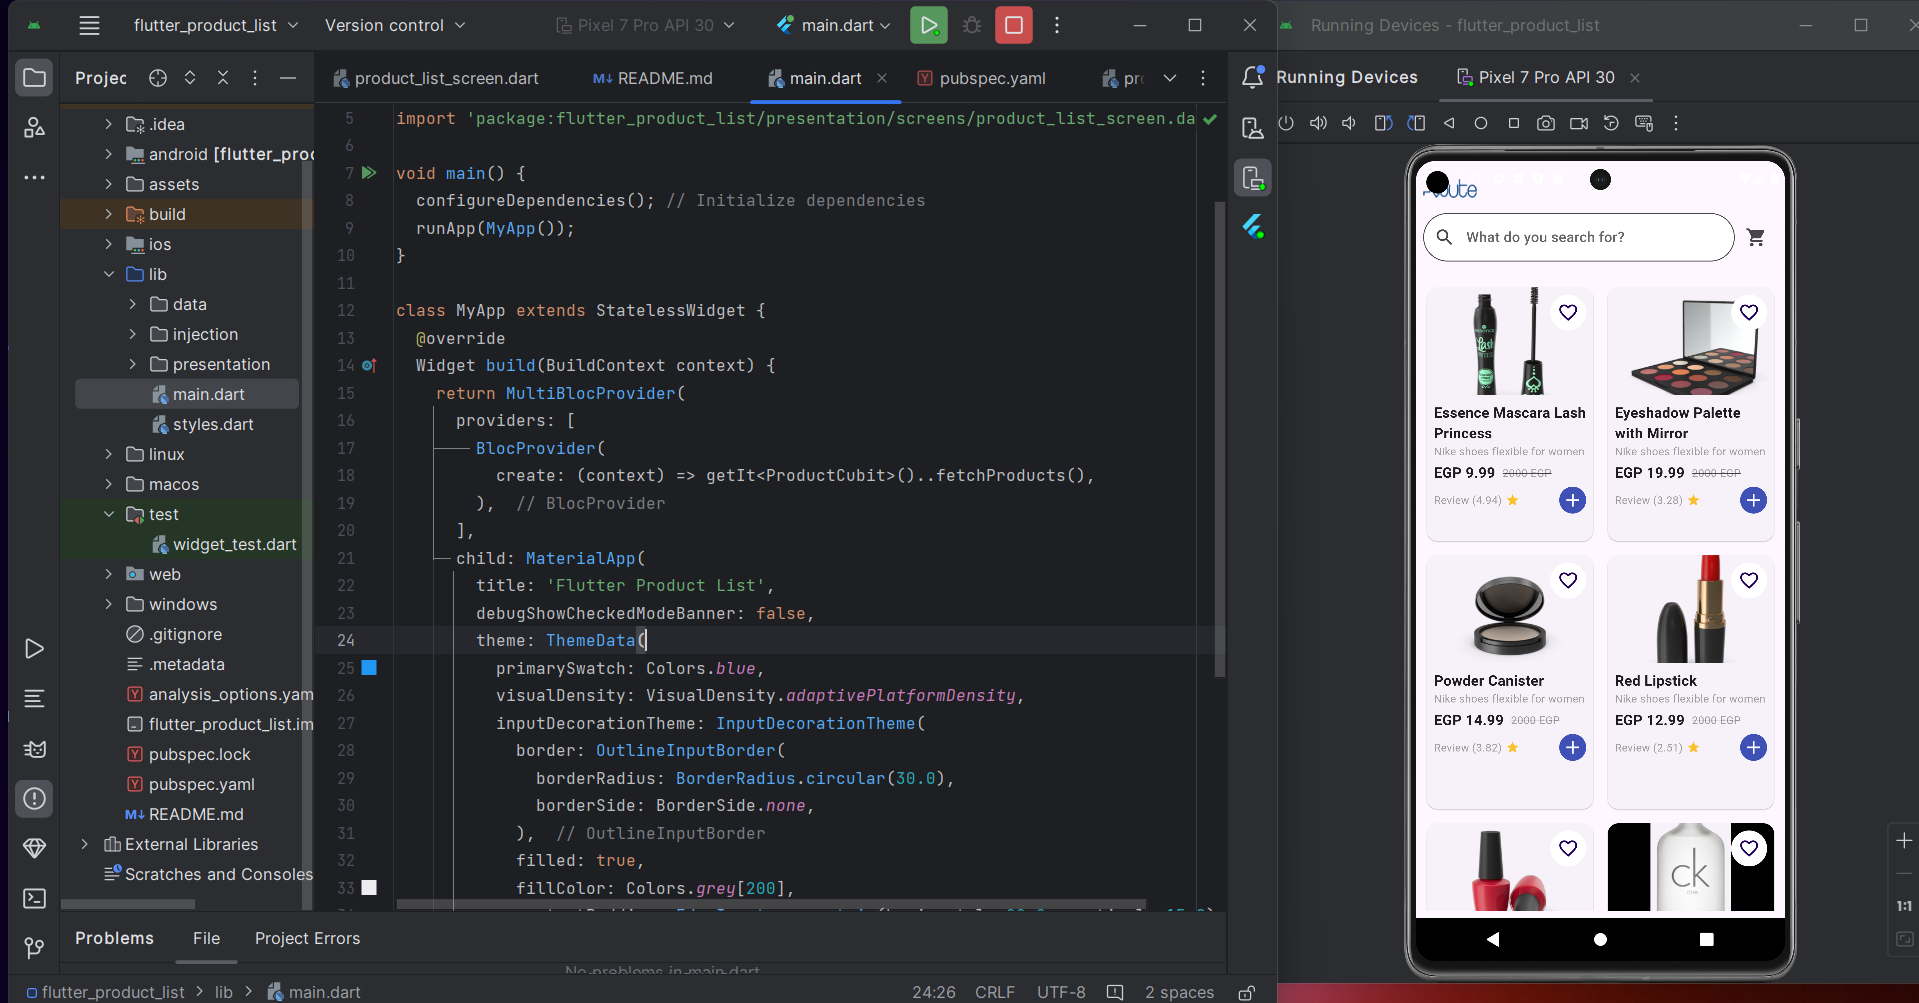 flutter_product_list
Version control
Pixel 7 Pro API 30
main.dart
Running Devices - flutter_product_list
Projec
product_list_screen.dart
README.md
main.dart
pubspec.yaml
pro
Running Devices
Pixel 7 Pro API 30
.idea
android [flutter_proc
assets
build
ios
lib
data
injection
presentation
main.dart
styles.dart
linux
macos
test
widget_test.dart
web
windows
.gitignore
.metadata
analysis_options.yam
flutter_product_list.im
pubspec.lock
pubspec.yaml
README.md
External Libraries
Scratches and Consoles
5 import 'package:flutter_product_list/presentation/screens/product_list_screen.da
6
7 void main() {
8 configureDependencies(); // Initialize dependencies
9 runApp(MyApp());
10 }
11
12 class MyApp extends StatelessWidget {
13 @override
14 Widget build(BuildContext context) {
15 return MultiBlocProvider(
16 providers: [
17 BlocProvider(
18 create: (context) => getIt<ProductCubit>()..fetchProducts(),
19 ), // BlocProvider
20 ],
21 child: MaterialApp(
22 title: 'Flutter Product List',
23 debugShowCheckedModeBanner: false,
24 theme: ThemeData(
25 primarySwatch: Colors.blue,
26 visualDensity: VisualDensity.adaptivePlatformDensity,
27 inputDecorationTheme: InputDecorationTheme(
28 border: OutlineInputBorder(
29 borderRadius: BorderRadius.circular(30.0),
30 borderSide: BorderSide.none,
31 ), // OutlineInputBorder
32 filled: true,
33 fillColor: Colors.grey[200],
Problems
File
Project Errors
No problems in main.dart
flutter_product_list > lib > main.dart
24:26
CRLF
UTF-8
2 spaces
What do you search for?
Essence Mascara Lash
Princess
Nike shoes flexible for women
EGP 9.99 2000 EGP
Review (4.94)
Eyeshadow Palette
with Mirror
Nike shoes flexible for women
EGP 19.99 2000 EGP
Review (3.28)
Powder Canister
Nike shoes flexible for women
EGP 14.99 2000 EGP
Review (3.82)
Red Lipstick
Nike shoes flexible for women
EGP 12.99 2000 EGP
Review (2.51)
essence
Lash
ck
one
1:1